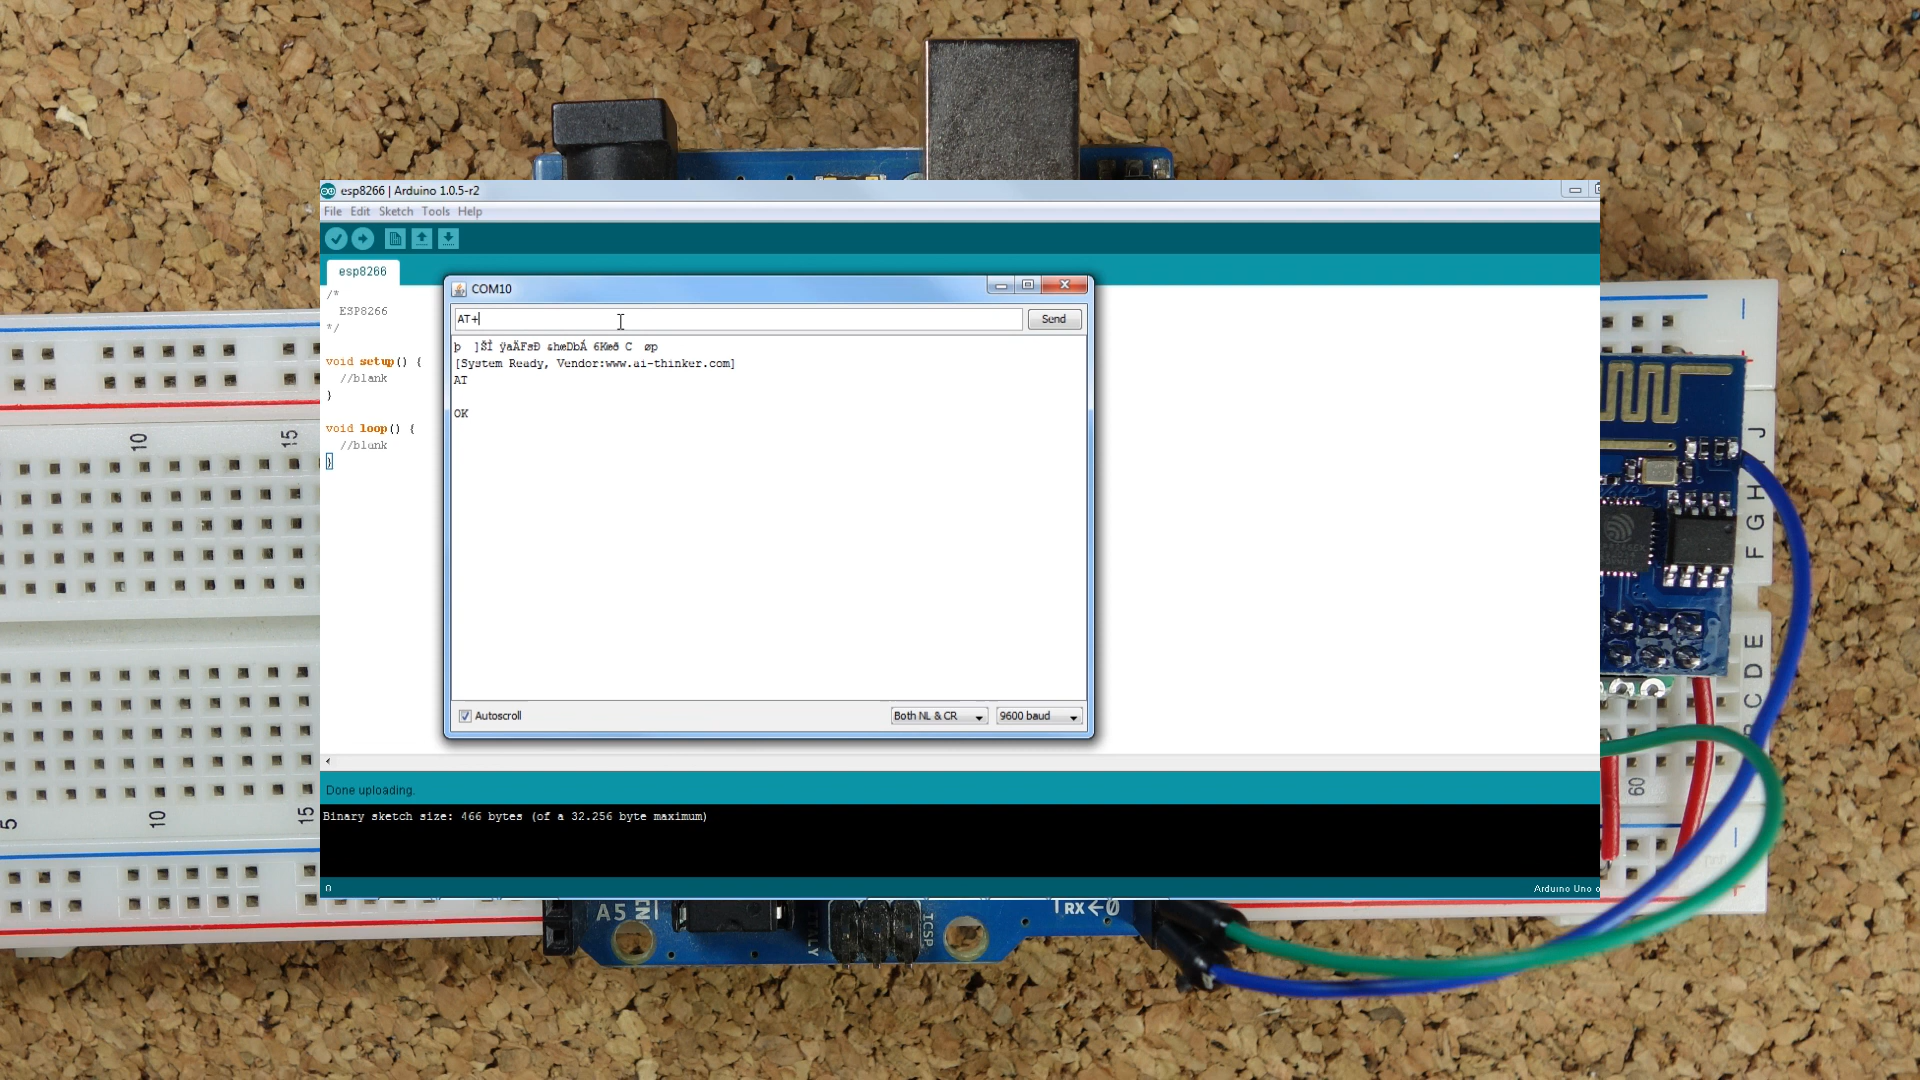 esp8266 | Arduino 1.0.5-r2
File Edit Sketch Tools Help
esp8266
/*
ESP8266
*/
void setup() {
//blank
}
void loop() {
//blank
}
COM10
AT+
Send
[System Ready, Vendor:www.ai-thinker.com]
AT
OK
Autoscroll
Both NL & CR
9600 baud
Done uploading.
Binary sketch size: 466 bytes (of a 32.256 byte maximum)
Arduino Uno
10
15
5
10
15
J
H
G
F
E
D
C
B
60
A5
ICSP
TALY
RX←0